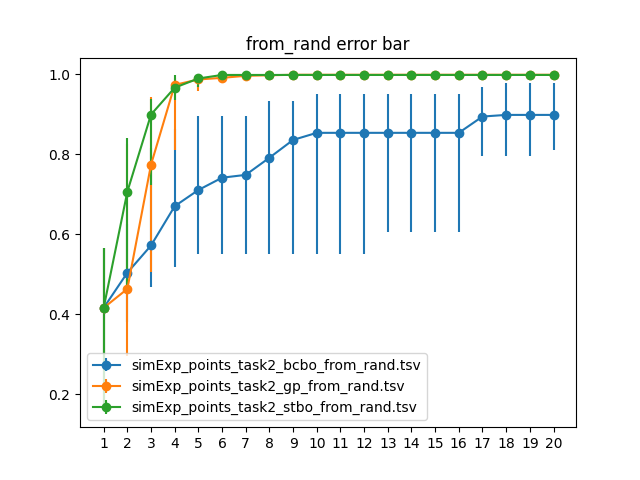 from_rand error bar
1.0
0.8
0.6
0.4
0.2
simExp_points_task2_bcbo_from_rand.tsv
simExp_points_task2_gp_from_rand.tsv
simExp_points_task2_stbo_from_rand.tsv
1 2 3 4 5 6 7 8 9 10 11 12 13 14 15 16 17 18 19 20